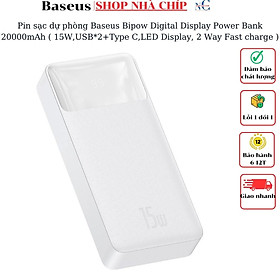 Baseus SHOP NHÀ CHÍP NC
Pin sạc dự phòng Baseus Bipow Digital Display Power Bank
20000mAh ( 15W,USB*2+Type C,LED Display, 2 Way Fast charge )
Đảm bảo
chất lượng
Lỗi 1 đổi 1
12
Bảo hành
6-12T
Giao nhanh
15W